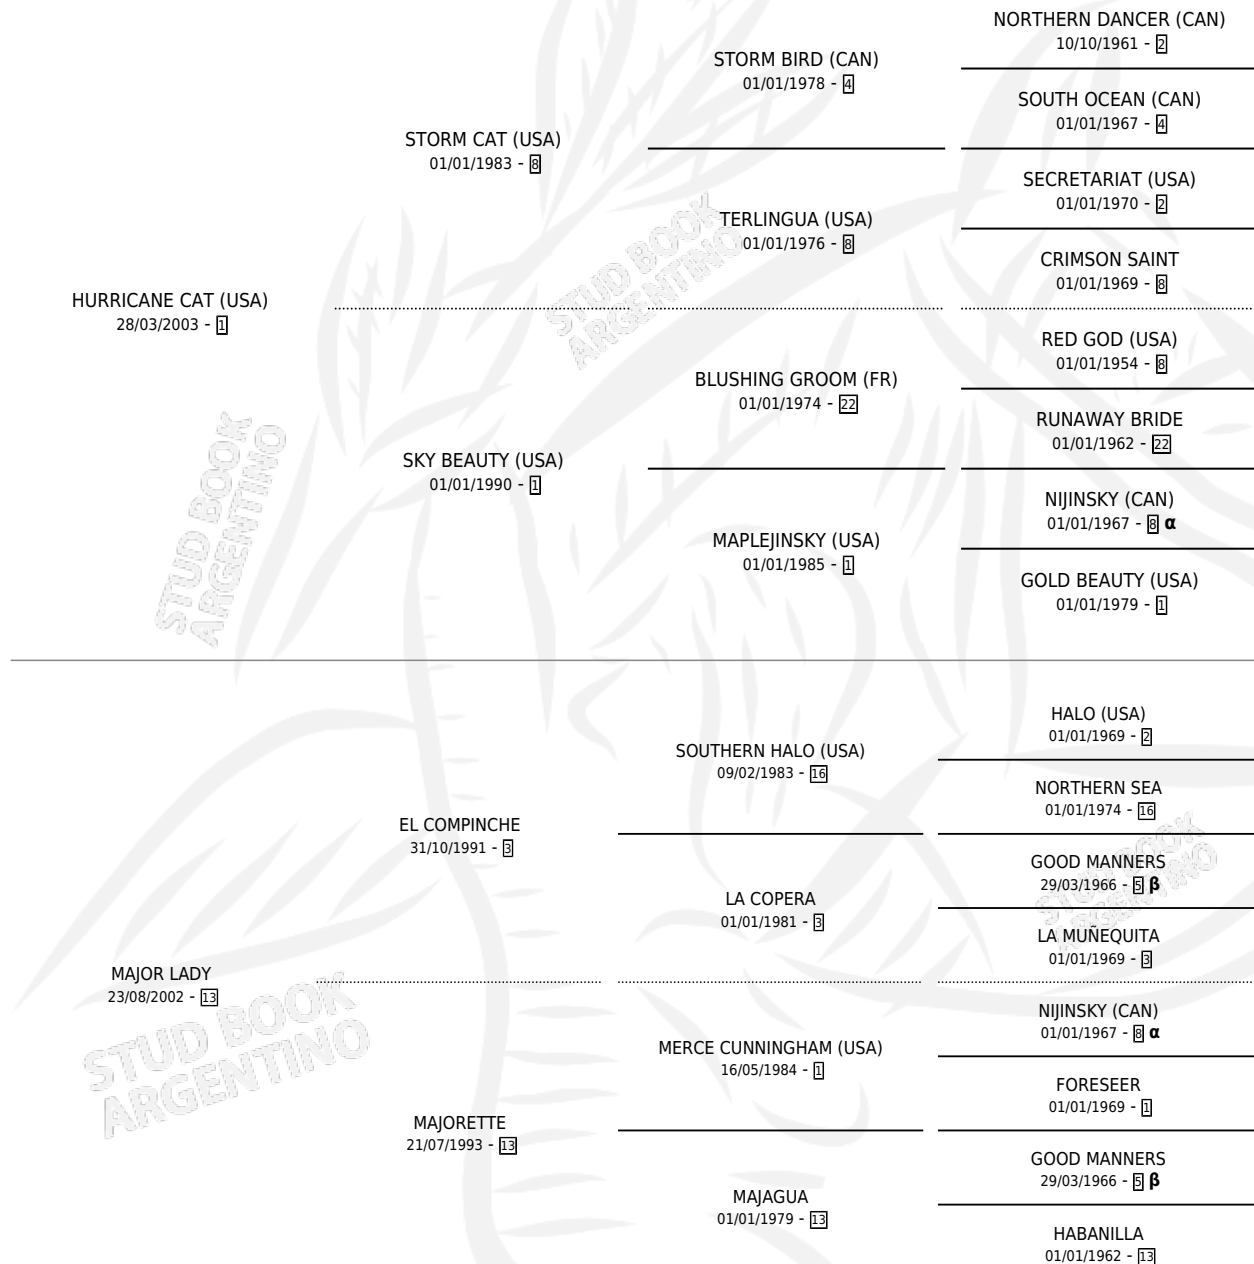 NORTHERN DANCER (CAN)
10/10/1961 - 2
STORM BIRD (CAN)
01/01/1978 - 4
SOUTH OCEAN (CAN)
01/01/1967 - 4
STORM CAT (USA)
01/01/1983 - 8
SECRETARIAT (USA)
01/01/1970 - 2
TERLINGUA (USA)
01/01/1976 - 8
CRIMSON SAINT
01/01/1969 - 8
HURRICANE CAT (USA)
28/03/2003 - 1
RED GOD (USA)
01/01/1954 - 8
BLUSHING GROOM (FR)
01/01/1974 - 22
RUNAWAY BRIDE
01/01/1962 - 22
SKY BEAUTY (USA)
01/01/1990 - 1
NIJINSKY (CAN)
01/01/1967 - 8 α
MAPLEJINSKY (USA)
01/01/1985 - 1
GOLD BEAUTY (USA)
01/01/1979 - 1
HALO (USA)
01/01/1969 - 2
SOUTHERN HALO (USA)
09/02/1983 - 16
NORTHERN SEA
01/01/1974 - 16
EL COMPINCHE
31/10/1991 - 3
GOOD MANNERS
29/03/1966 - 5 β
LA COPERA
01/01/1981 - 3
LA MUÑEQUITA
01/01/1969 - 3
MAJOR LADY
23/08/2002 - 13
NIJINSKY (CAN)
01/01/1967 - 8 α
MERCE CUNNINGHAM (USA)
16/05/1984 - 1
FORESEER
01/01/1969 - 1
MAJORETTE
21/07/1993 - 13
GOOD MANNERS
29/03/1966 - 5 β
MAJAGUA
01/01/1979 - 13
HABANILLA
01/01/1962 - 13
STUD BOOK
ARGENTINO
STUD BOOK
ARGENTINO
STUD BOOK
ARGENTINO
STUD BOOK
ARGENTINO